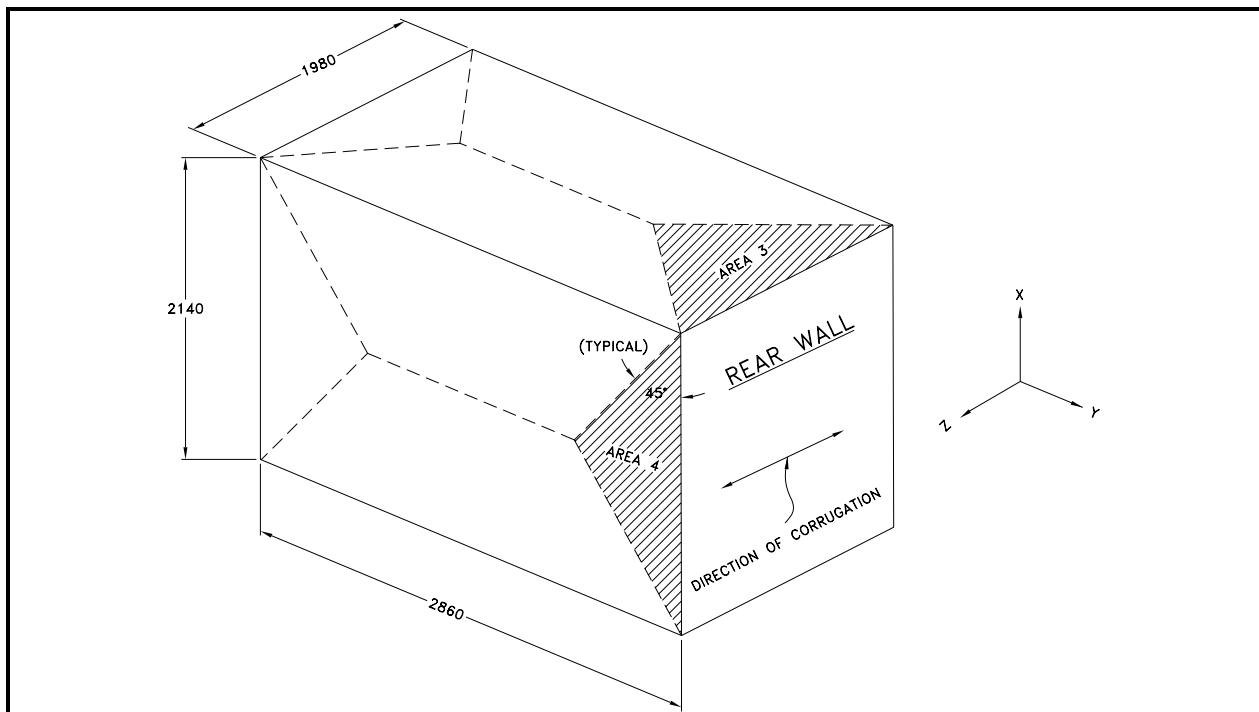 1980
2140
AREA 3
(TYPICAL)
45°
REAR WALL
AREA 4
X
Y
Z
DIRECTION OF CORRUGATION
2860